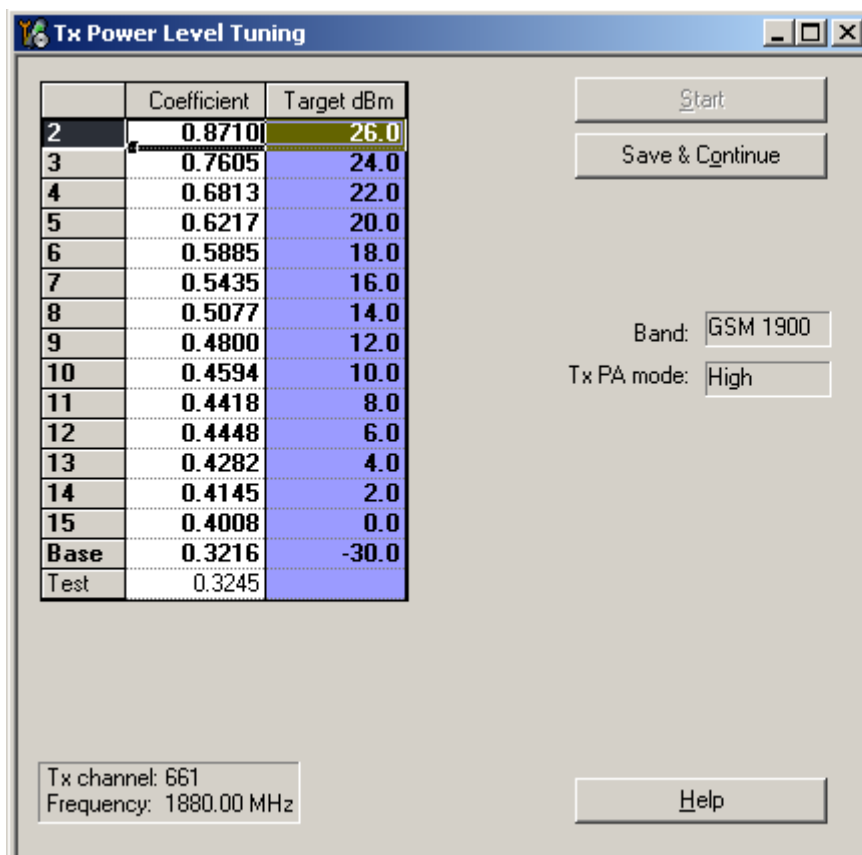 Tx Power Level Tuning
Coefficient Target dBm
2 0.8710 26.0
3 0.7605 24.0
4 0.6813 22.0
5 0.6217 20.0
6 0.5885 18.0
7 0.5435 16.0
8 0.5077 14.0
9 0.4800 12.0
10 0.4594 10.0
11 0.4418 8.0
12 0.4448 6.0
13 0.4282 4.0
14 0.4145 2.0
15 0.4008 0.0
Base 0.3216 -30.0
Test 0.3245
Start
Save & Continue
Band: GSM 1900
Tx PA mode: High
Tx channel: 661
Frequency: 1880.00 MHz
Help